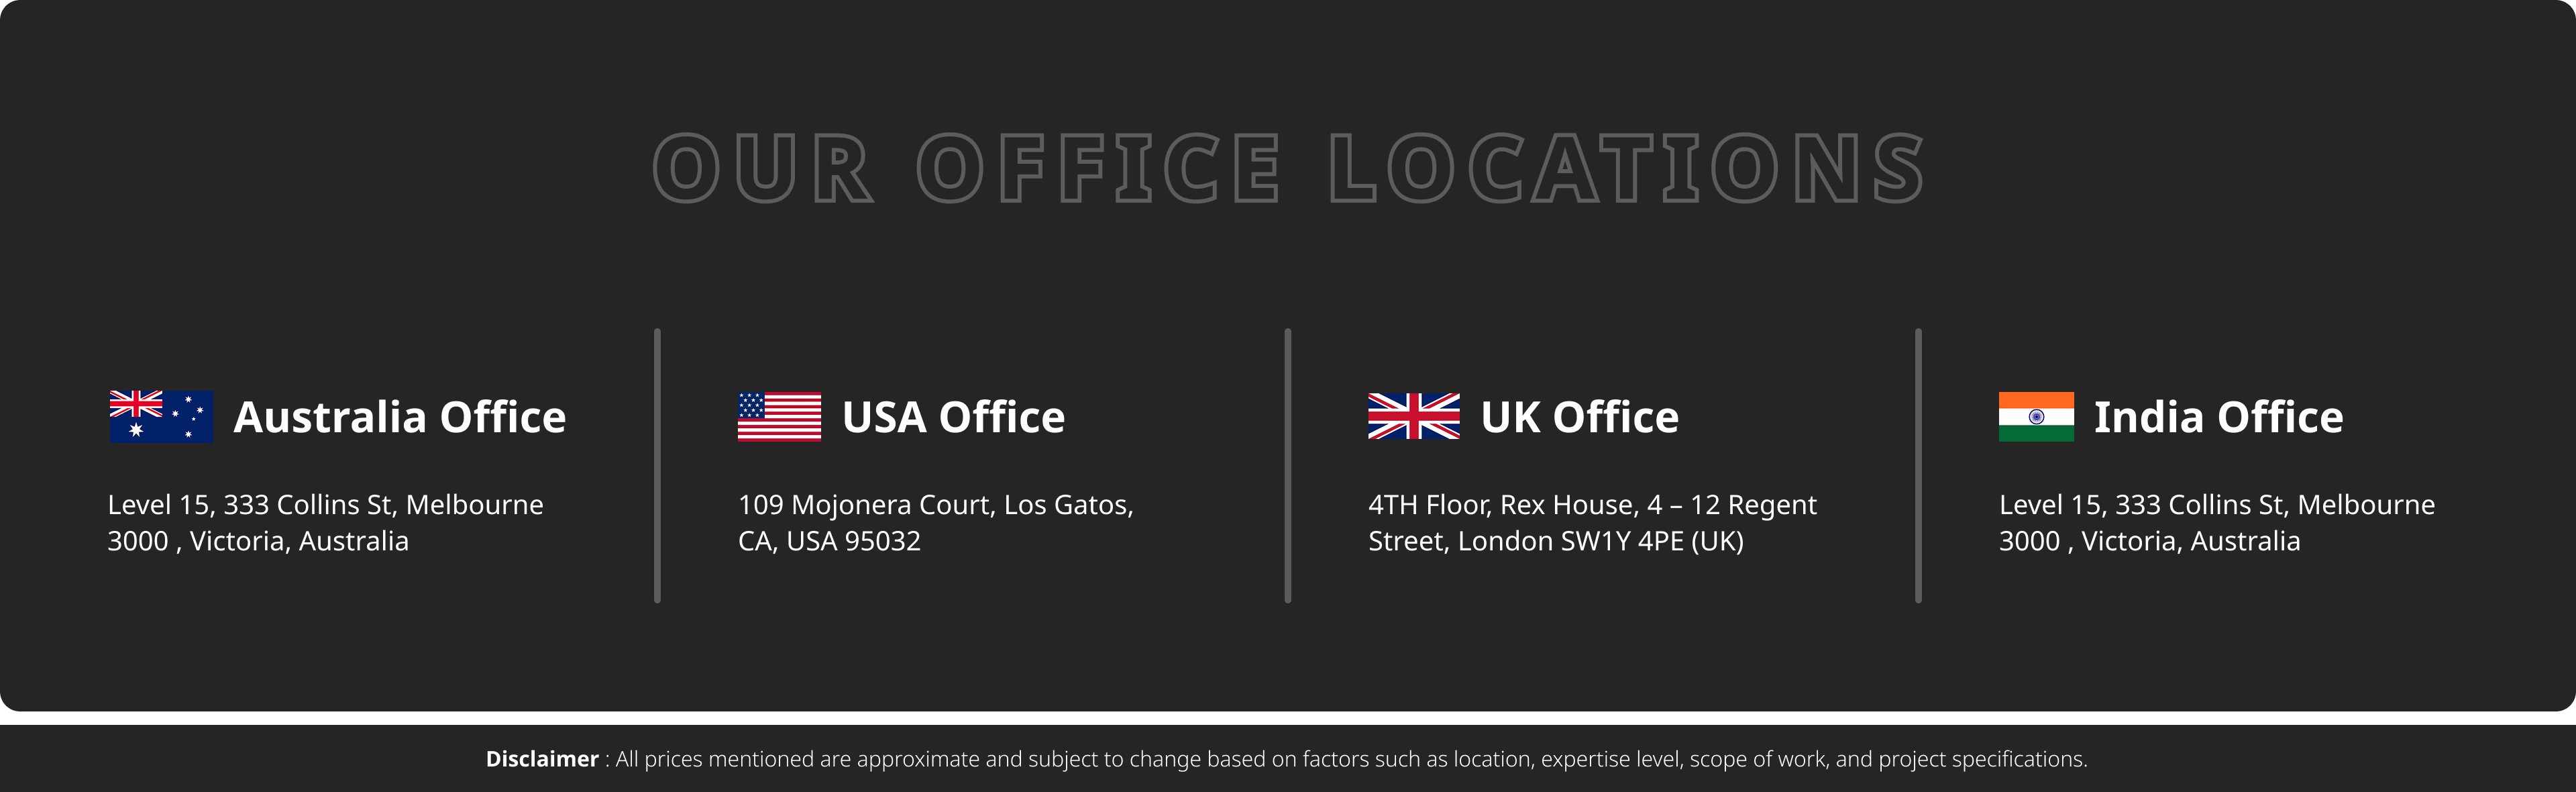 OUR OFFICE LOCATIONS
Australia Office
Level 15, 333 Collins St, Melbourne
3000 , Victoria, Australia
USA Office
109 Mojonera Court, Los Gatos,
CA, USA 95032
UK Office
4TH Floor, Rex House, 4 – 12 Regent
Street, London SW1Y 4PE (UK)
India Office
Level 15, 333 Collins St, Melbourne
3000 , Victoria, Australia
Disclaimer : All prices mentioned are approximate and subject to change based on factors such as location, expertise level, scope of work, and project specifications.